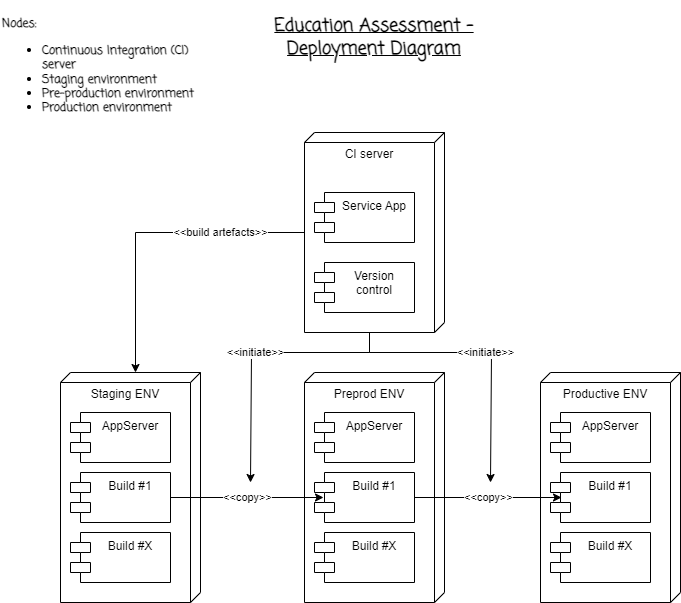 Nodes:
Education Assessment -
Deployment Diagram
• Continuous Integration (CI)
server
• Staging environment
• Pre-production environment
• Production environment
CI server
Service App
<<build artefacts>>
Version
control
<<initiate>>
<<initiate>>
Staging ENV
Preprod ENV
Productive ENV
AppServer
AppServer
AppServer
Build #1
Build #1
Build #1
<<copy>>
<<copy>>
Build #X
Build #X
Build #X